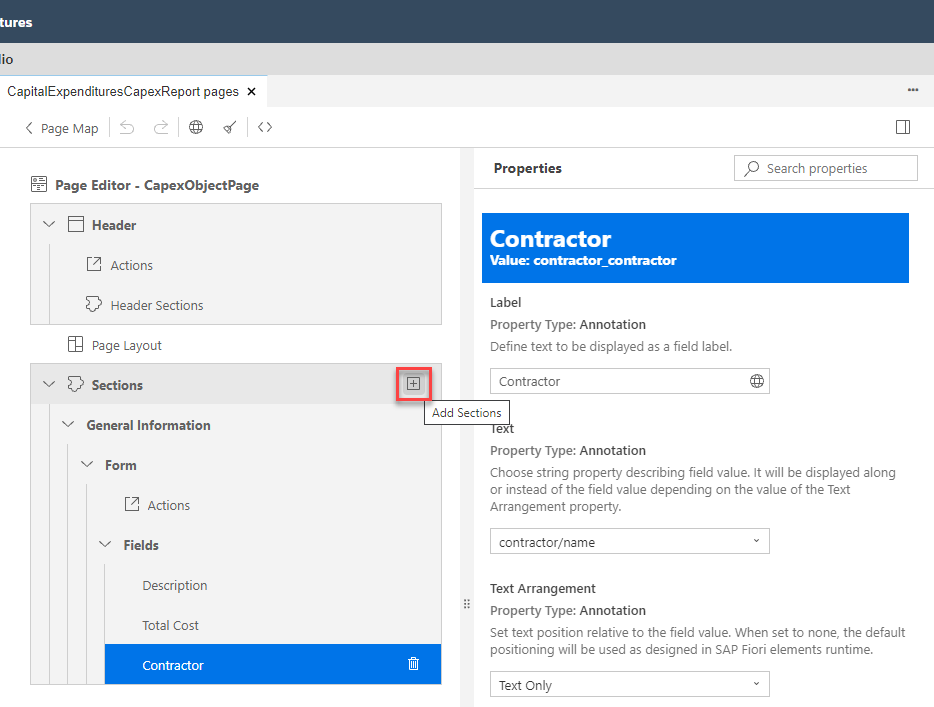 tures
lio
CapitalExpendituresCapexReport pages
Page Map
Page Editor - CapexObjectPage
Header
Actions
Header Sections
Page Layout
Sections
Add Sections
General Information
Form
Actions
Fields
Description
Total Cost
Contractor
Properties
Search properties
Contractor
Value: contractor_contractor
Label
Property Type: Annotation
Define text to be displayed as a field label.
Contractor
Text
Property Type: Annotation
Choose string property describing field value. It will be displayed along
or instead of the field value depending on the value of the Text
Arrangement property.
contractor/name
Text Arrangement
Property Type: Annotation
Set text position relative to the field value. When set to none, the default
positioning will be used as designed in SAP Fiori elements runtime.
Text Only